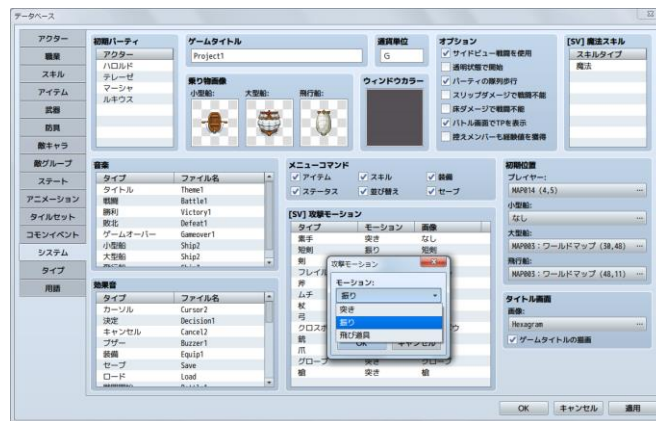 データベース
アクター
職業
スキル
アイテム
武器
防具
敵キャラ
敵グループ
ステート
アニメーション
タイルセット
コモンイベント
システム
タイプ
用語
初期パーティ
アクター
ハロルド
テレーゼ
マーシャ
ルキウス
ゲームタイトル
Project1
通貨単位
G
乗り物画像
小型船: 大型船: 飛行船:
ウィンドウカラー
オプション
サイドビュー戦闘を使用
透明状態で開始
パーティの隊列歩行
スリップダメージで戦闘不能
床ダメージで戦闘不能
バトル画面でTPを表示
控えメンバーも経験値を獲得
[SV] 魔法スキル
スキルタイプ
魔法
音楽
タイプ ファイル名
タイトル Theme1
戦闘 Battle1
勝利 Victory1
敗北 Defeat1
ゲームオーバー Gameover1
小型船 Ship2
大型船 Ship2
効果音
タイプ ファイル名
カーソル Cursor2
決定 Decision1
キャンセル Cancel2
ブザー Buzzer1
装備 Equip1
セーブ Save
ロード Load
メニューコマンド
アイテム スキル 装備
ステータス 並び替え セーブ
[SV] 攻撃モーション
タイプ モーション 画像
素手 突き なし
短剣 振り 短剣
剣
フレイル
斧
ムチ
杖
弓
クロスボ
銃
爪
グローブ 突き グローブ
槍 突き 槍
攻撃モーション
モーション:
振り
突き
振り
飛び道具
OK キャンセル
初期位置
プレイヤー:
MAP014 (4,5) ...
小型船:
なし ...
大型船:
MAP003：ワールドマップ (30,48) ...
飛行船:
MAP003：ワールドマップ (48,11) ...
タイトル画面
画像:
Hexagram ...
ゲームタイトルの描画
OK キャンセル 適用